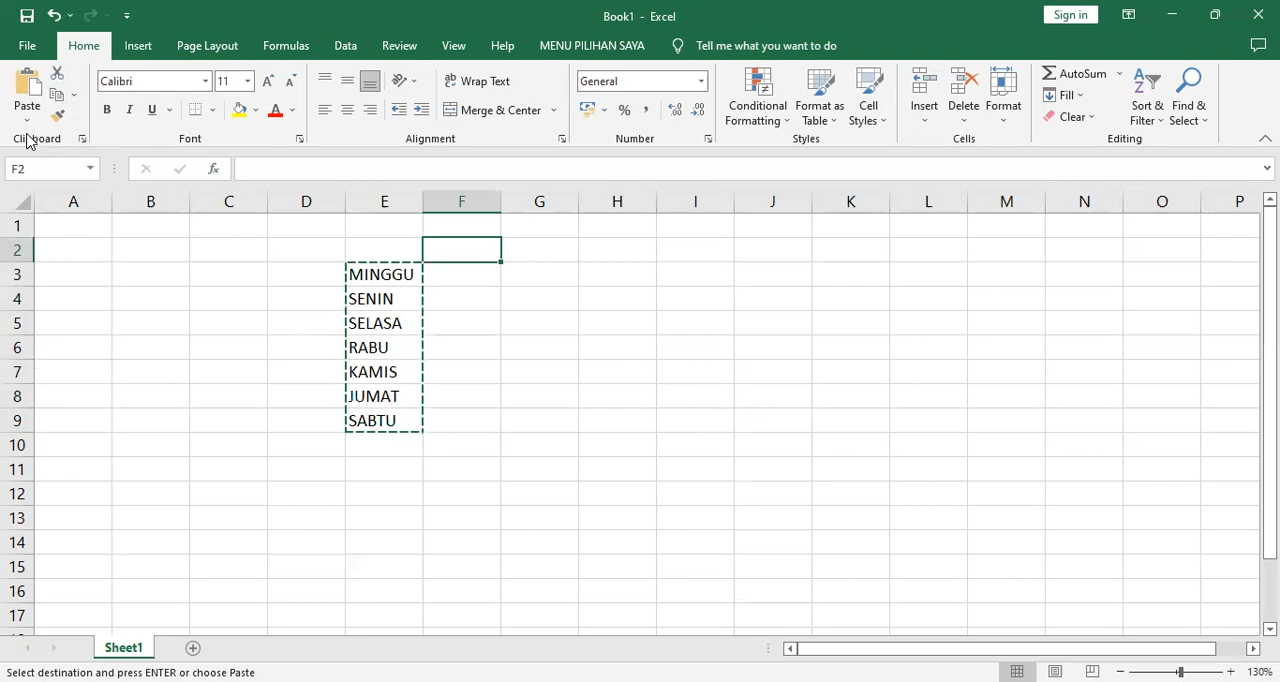 Book1 - Excel
Sign in
File Home Insert Page Layout Formulas Data Review View Help MENU PILIHAN SAYA Tell me what you want to do
Paste
Clipboard
Calibri 11
B I U
Font
Wrap Text
Merge & Center
Alignment
General
%
Number
Conditional Formatting
Format as Table
Cell Styles
Styles
Insert Delete Format
Cells
AutoSum
Fill
Clear
Sort & Filter
Find & Select
Editing
F2
fx
A B C D E F G H I J K L M N O P
1
2
3 MINGGU
4 SENIN
5 SELASA
6 RABU
7 KAMIS
8 JUMAT
9 SABTU
10
11
12
13
14
15
16
17
Sheet1
Select destination and press ENTER or choose Paste
130%